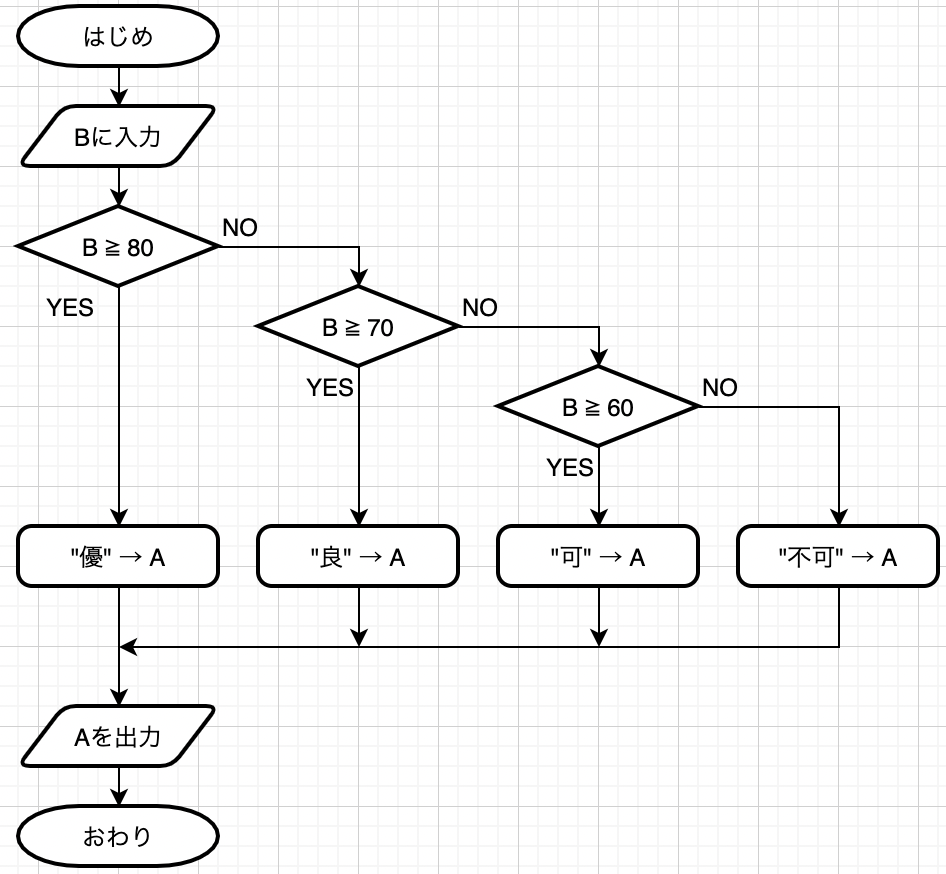 はじめ
Bに入力
B ≧ 80
NO
YES
B ≧ 70
NO
YES
B ≧ 60
NO
YES
"優" → A
"良" → A
"可" → A
"不可" → A
Aを出力
おわり